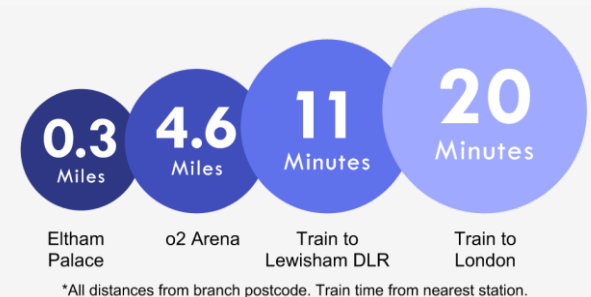 0.3
Miles
4.6
Miles
11
Minutes
20
Minutes
Eltham
Palace
o2 Arena
Train to
Lewisham DLR
Train to
London
*All distances from branch postcode. Train time from nearest station.